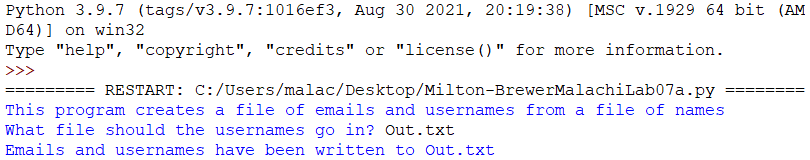 Python 3.9.7 (tags/v3.9.7:1016ef3, Aug 30 2021, 20:19:38) [MSC v.1929 64 bit (AM
D64)] on win32
Type "help", "copyright", "credits" or "license()" for more information.
>>>
========= RESTART: C:/Users/malac/Desktop/Milton-BrewerMalachiLab07a.py ========
This program creates a file of emails and usernames from a file of names
What file should the usernames go in? Out.txt
Emails and usernames have been written to Out.txt